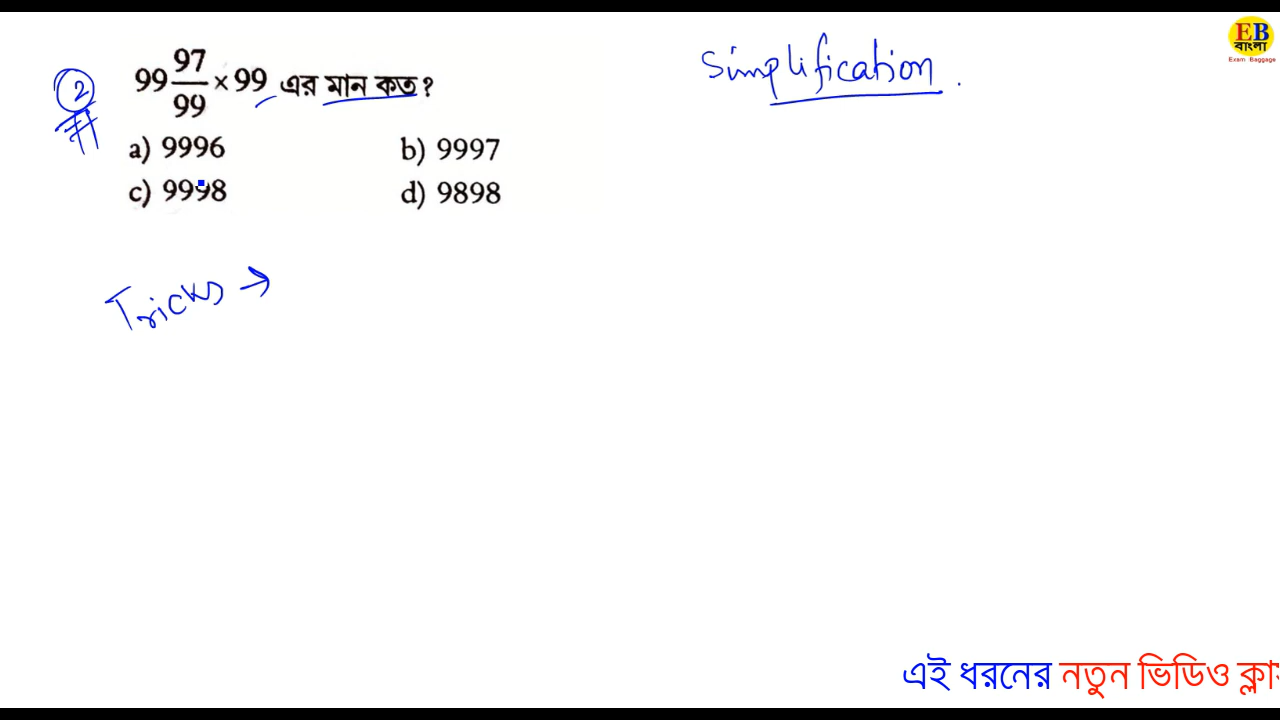 Simplification.
EB
বাংলা
Exam Baggage
2
99 97/99 × 99 এর মান কত ?
a) 9996 b) 9997
c) 9998 d) 9898
Tricks →
এই ধরনের নতুন ভিডিও